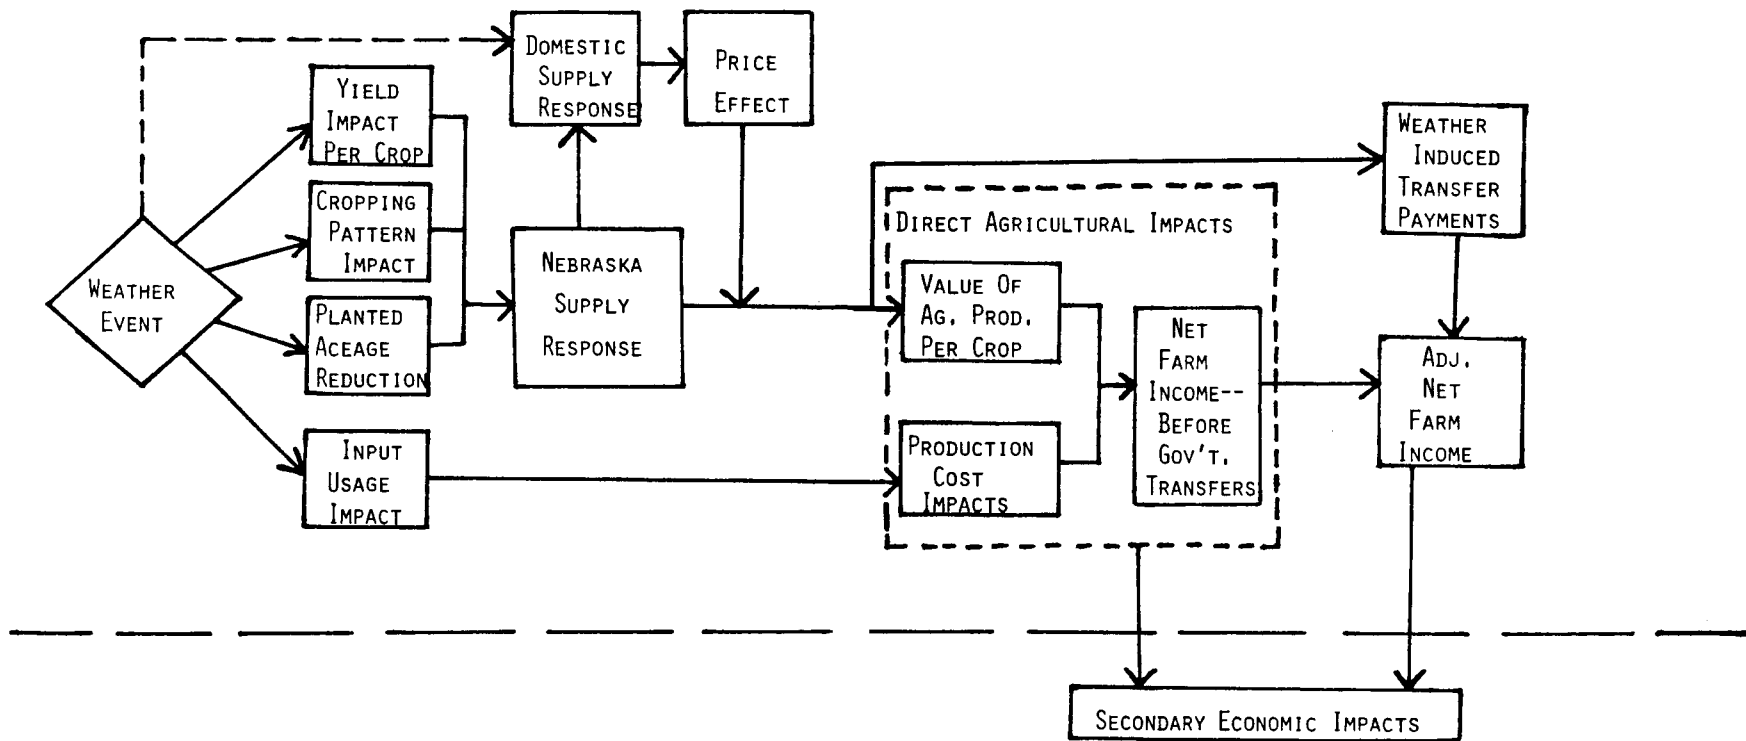 DOMESTIC
SUPPLY
RESPONSE
PRICE
EFFECT
YIELD
IMPACT
PER CROP
CROPPING
PATTERN
IMPACT
PLANTED
ACEAGE
REDUCTION
INPUT
USAGE
IMPACT
WEATHER
EVENT
NEBRASKA
SUPPLY
RESPONSE
DIRECT AGRICULTURAL IMPACTS
VALUE OF
AG. PROD.
PER CROP
PRODUCTION
COST
IMPACTS
NET
FARM
INCOME--
BEFORE
GOV'T.
TRANSFERS
WEATHER
INDUCED
TRANSFER
PAYMENTS
ADJ.
NET
FARM
INCOME
SECONDARY ECONOMIC IMPACTS